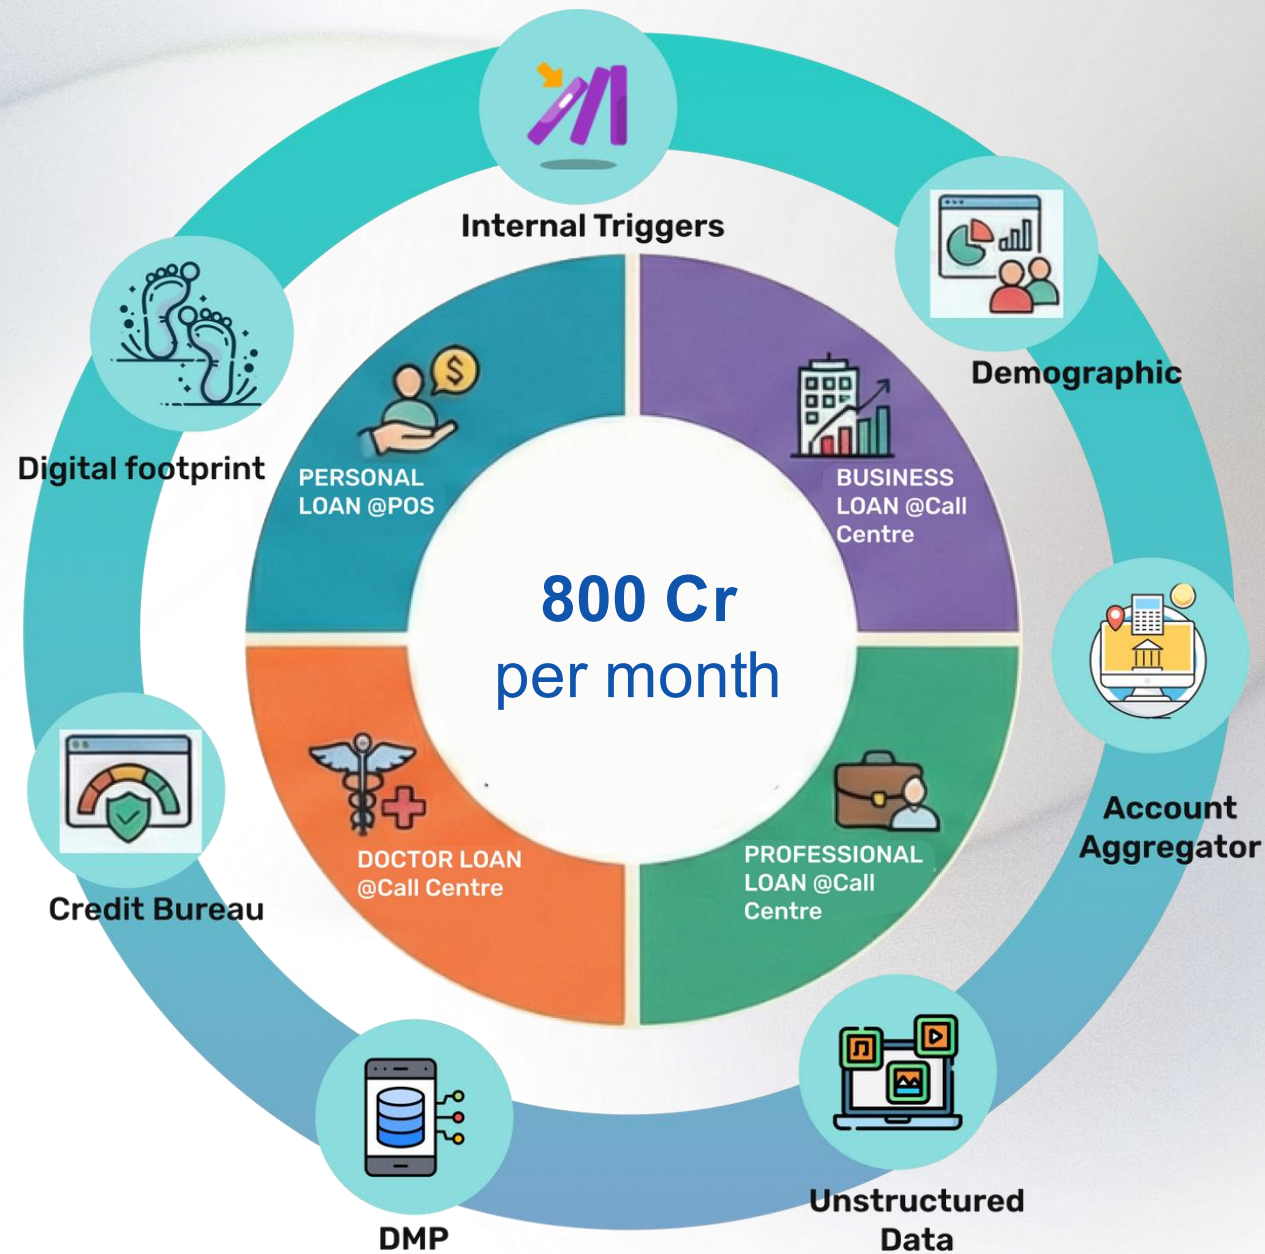 Internal Triggers
Demographic
Digital footprint
PERSONAL
LOAN @POS
BUSINESS
LOAN @Call
Centre
800 Cr
per month
Account
Aggregator
DOCTOR LOAN
@Call Centre
PROFESSIONAL
LOAN @Call
Centre
Credit Bureau
Unstructured
Data
DMP